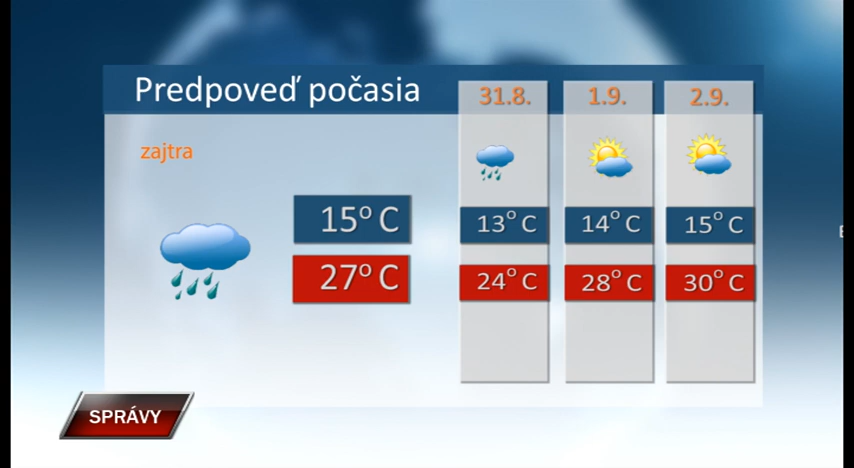 Predpoveď počasia
31.8. 1.9. 2.9.
zajtra
15° C
27° C
13° C 14° C 15° C
24° C 28° C 30° C
SPRÁVY